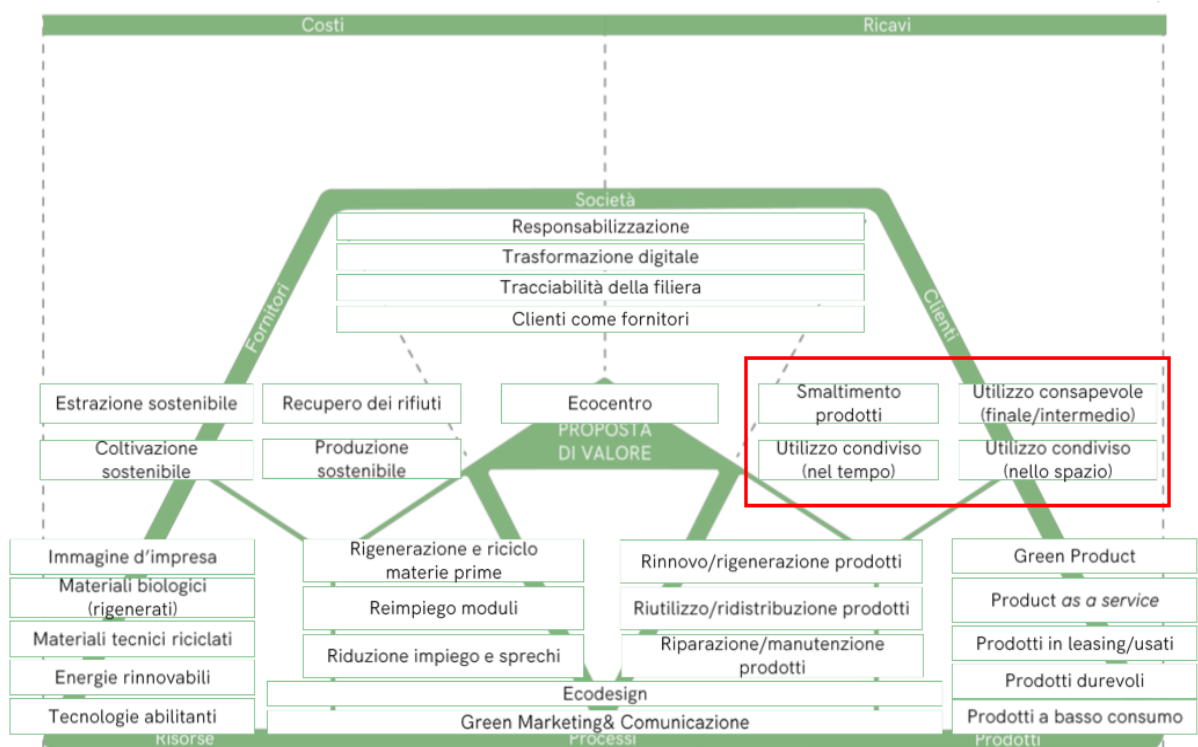 Costi
Ricavi
Società
Responsabilizzazione
Trasformazione digitale
Tracciabilità della filiera
Clienti come fornitori
Fornitori
Clienti
Estrazione sostenibile
Recupero dei rifiuti
Ecocentro
Smaltimento
prodotti
Utilizzo consapevole
(finale/intermedio)
Coltivazione
sostenibile
Produzione
sostenibile
PROPOSTA
DI VALORE
Utilizzo condiviso
(nel tempo)
Utilizzo condiviso
(nello spazio)
Immagine d'impresa
Materiali biologici
(rigenerati)
Materiali tecnici riciclati
Energie rinnovabili
Tecnologie abilitanti
Rigenerazione e riciclo
materie prime
Reimpiego moduli
Riduzione impiego e sprechi
Rinnovo/rigenerazione prodotti
Riutilizzo/ridistribuzione prodotti
Riparazione/manutenzione
prodotti
Green Product
Product as a service
Prodotti in leasing/usati
Prodotti durevoli
Prodotti a basso consumo
Ecodesign
Green Marketing& Comunicazione
Risorse
Processi
Prodotti